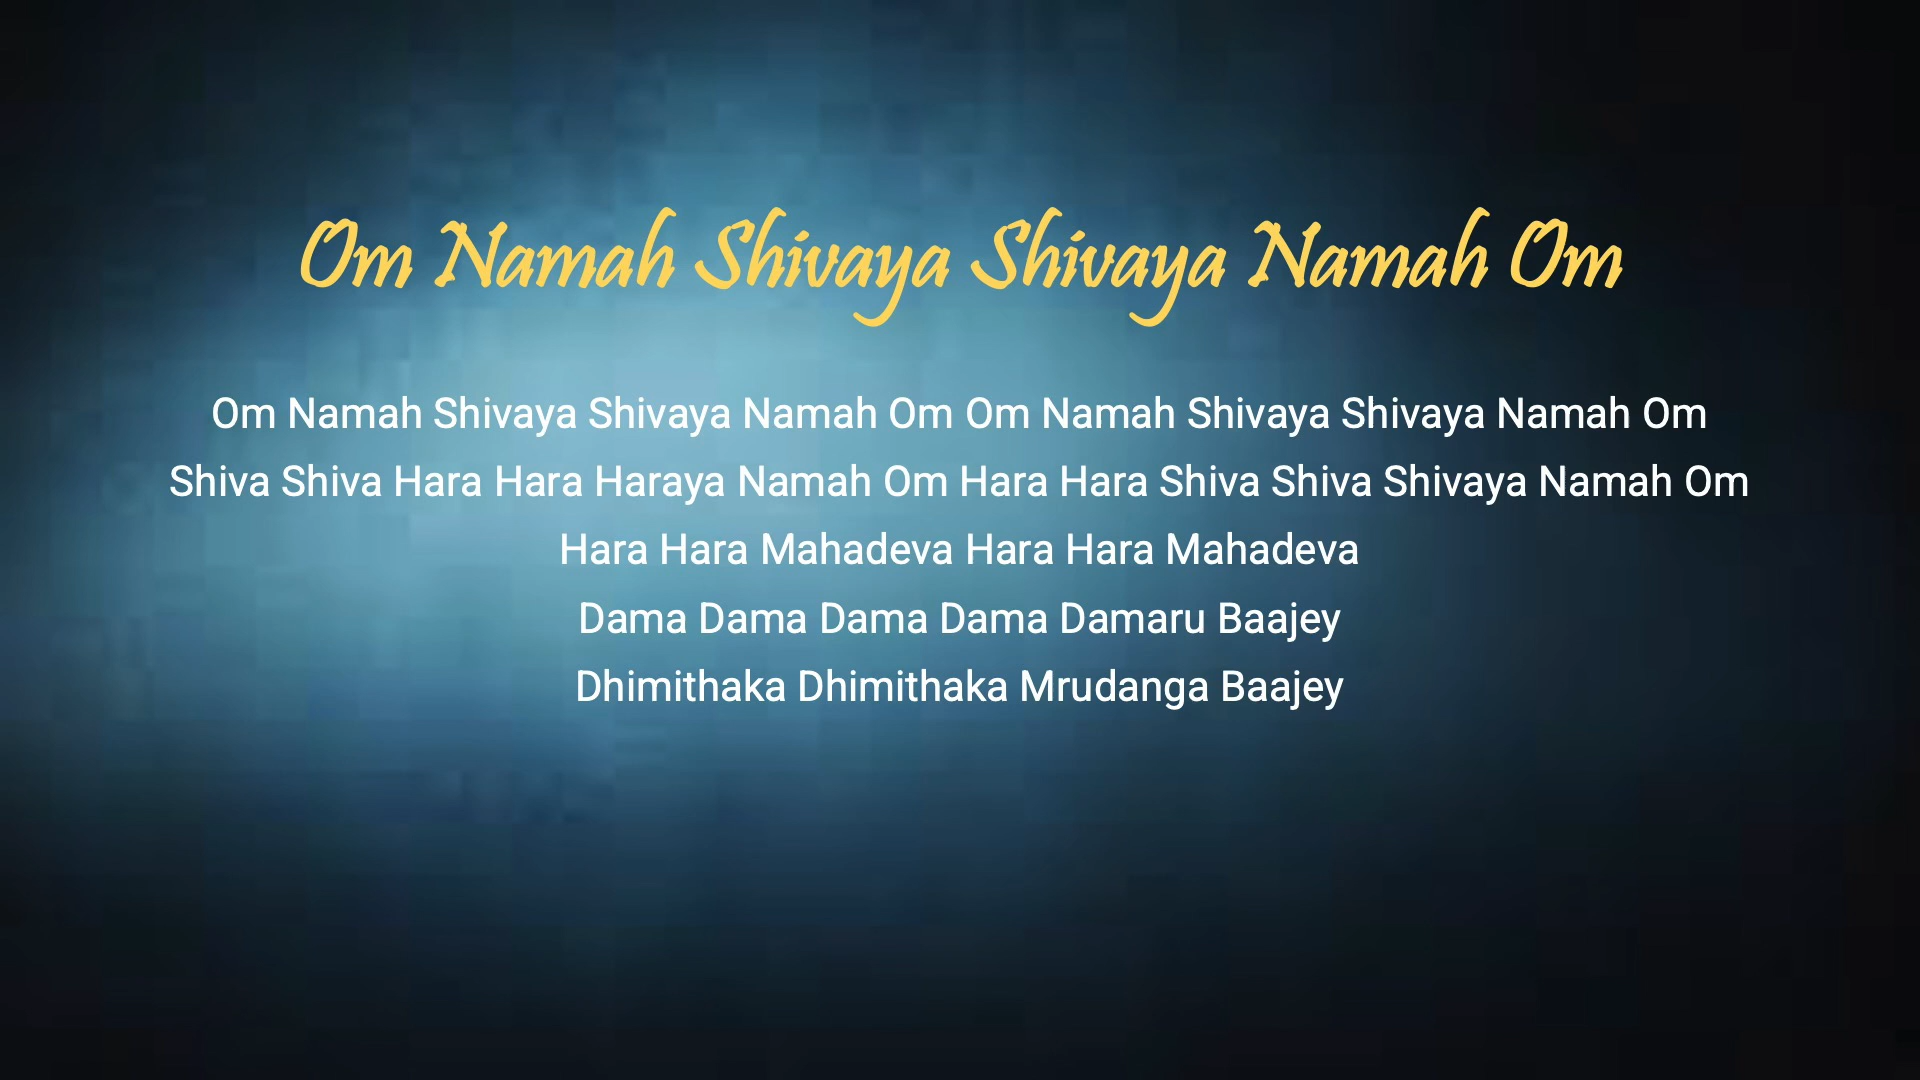 Om Namah Shivaya Shivaya Namah Om
Om Namah Shivaya Shivaya Namah Om Om Namah Shivaya Shivaya Namah Om
Shiva Shiva Hara Hara Haraya Namah Om Hara Hara Shiva Shiva Shivaya Namah Om
Hara Hara Mahadeva Hara Hara Mahadeva
Dama Dama Dama Dama Damaru Baajey
Dhimithaka Dhimithaka Mrudanga Baajey